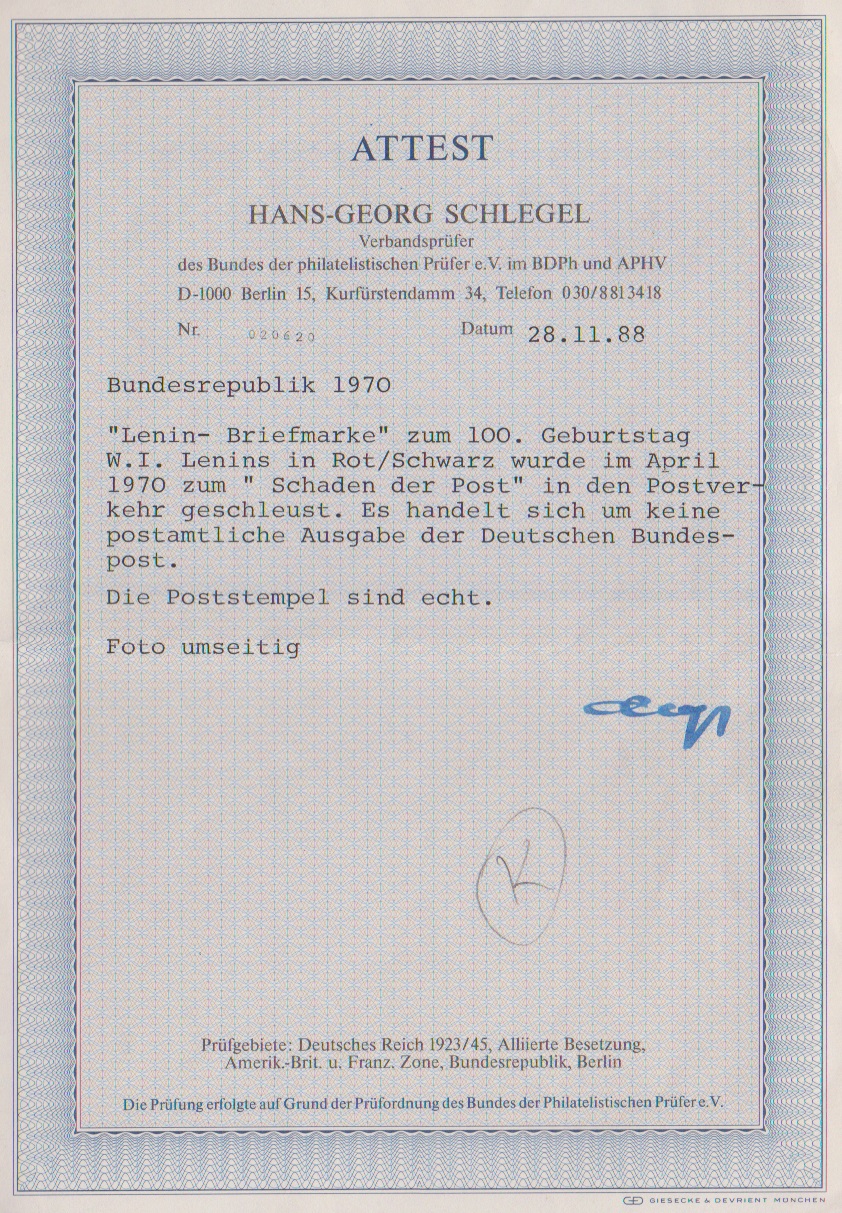 ATTEST
HANS-GEORG SCHLEGEL
Verbandsprüfer
des Bundes der philatelistischen Prüfer e.V. im BDPh und APHV
D-1000 Berlin 15, Kurfürstendamm 34, Telefon 030/8813418
Nr. 020620 Datum 28.11.88
Bundesrepublik 1970
"Lenin- Briefmarke" zum 100. Geburtstag
W.I. Lenins in Rot/Schwarz wurde im April
1970 zum " Schaden der Post" in den Postver-
kehr geschleust. Es handelt sich um keine
postamtliche Ausgabe der Deutschen Bundes-
post.
Die Poststempel sind echt.
Foto umseitig
K
Prüfgebiete: Deutsches Reich 1923/45, Alliierte Besetzung,
Amerik.-Brit. u. Franz. Zone, Bundesrepublik, Berlin
Die Prüfung erfolgte auf Grund der Prüfordnung des Bundes der Philatelistischen Prüfer e.V.
GIESECKE & DEVRIENT MÜNCHEN